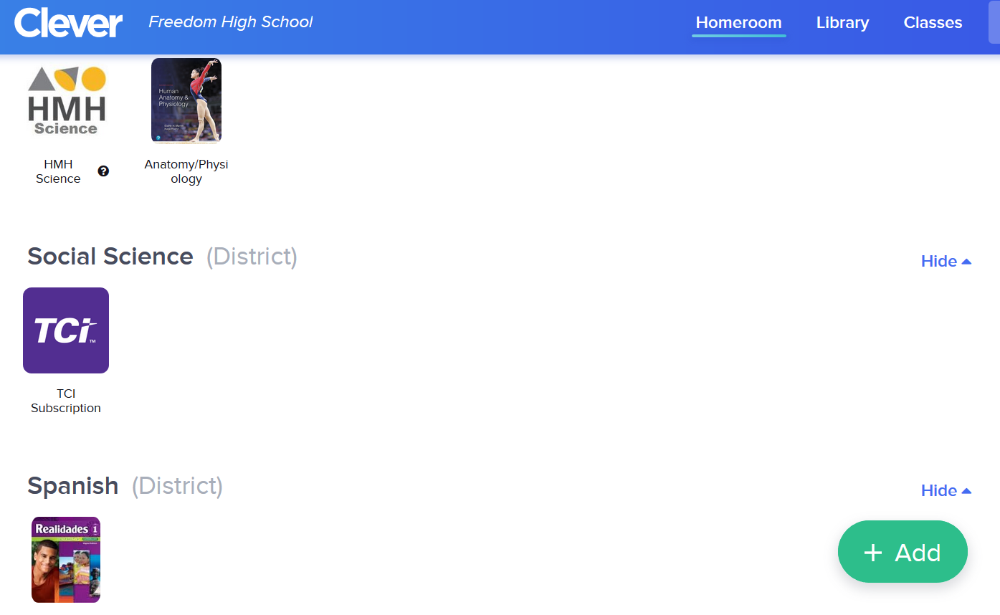 Clever
Freedom High School
Homeroom
Library
Classes
HMH
Science
Human
Anatomy &
Physiology
HMH
Science
?
Anatomy/Physi
ology
Social Science (District)
Hide
TCi™
TCI
Subscription
Spanish (District)
Hide
Realidades 1
+ Add